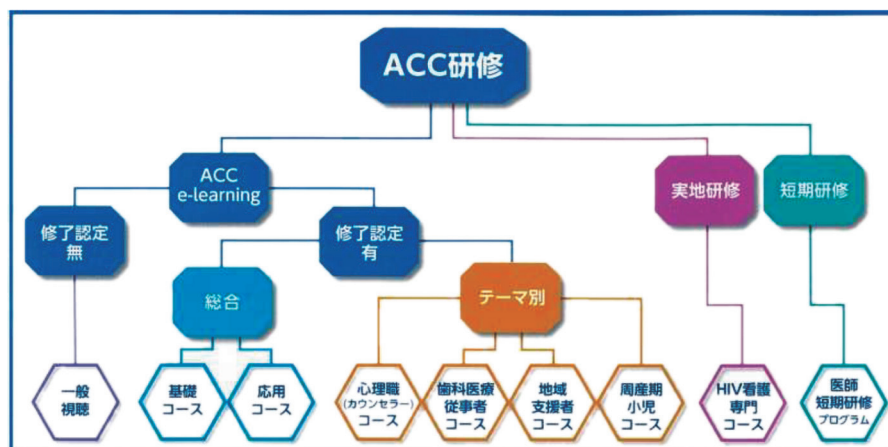 ACC研修
ACC
e-learning
実地研修
短期研修
修了認定
無
修了認定
有
総合
テーマ別
一般
視聴
基礎
コース
応用
コース
心理職
(カウンセラー)
コース
歯科医療
従事者
コース
地域
支援者
コース
周産期
小児
コース
HIV看護
専門
コース
医師
短期研修
プログラム